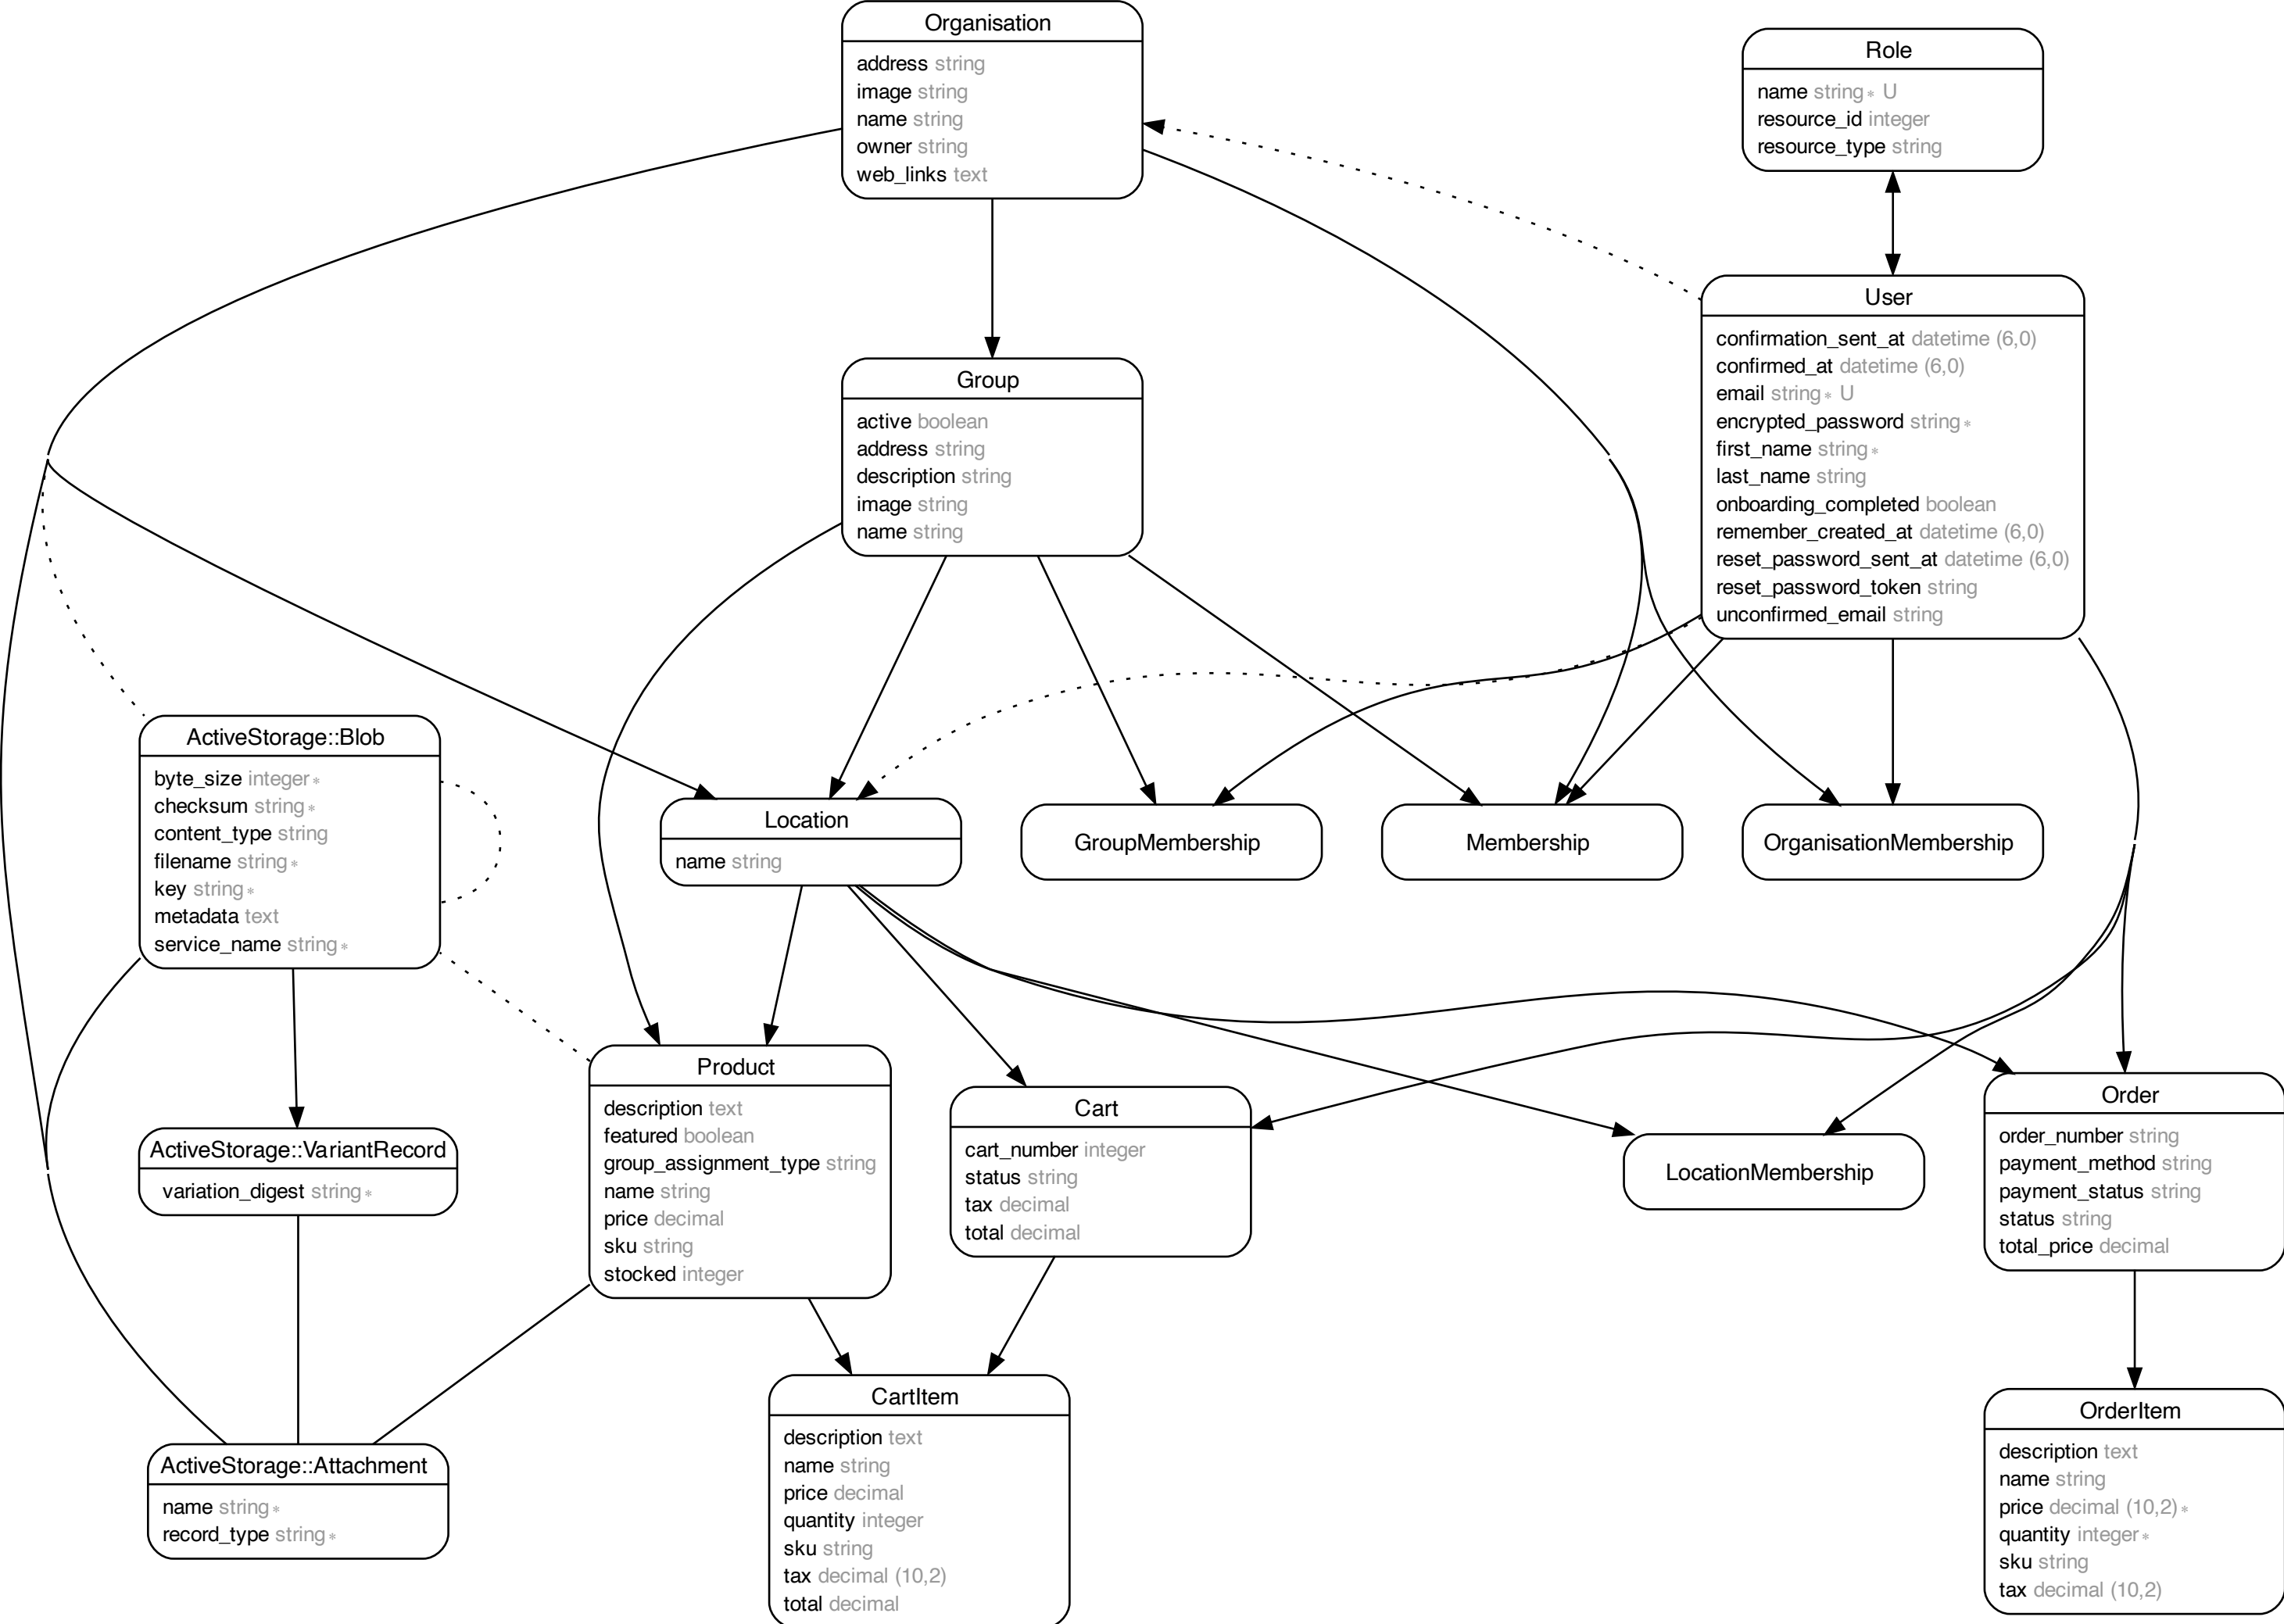 Organisation
address string
image string
name string
owner string
web_links text
Role
name string* U
resource_id integer
resource_type string
User
confirmation_sent_at datetime (6,0)
confirmed_at datetime (6,0)
email string* U
encrypted_password string*
first_name string*
last_name string
onboarding_completed boolean
remember_created_at datetime (6,0)
reset_password_sent_at datetime (6,0)
reset_password_token string
unconfirmed_email string
Group
active boolean
address string
description string
image string
name string
ActiveStorage::Blob
byte_size integer*
checksum string*
content_type string
filename string*
key string*
metadata text
service_name string*
Location
name string
GroupMembership
Membership
OrganisationMembership
ActiveStorage::VariantRecord
variation_digest string*
Product
description text
featured boolean
group_assignment_type string
name string
price decimal
sku string
stocked integer
Cart
cart_number integer
status string
tax decimal
total decimal
LocationMembership
Order
order_number string
payment_method string
payment_status string
status string
total_price decimal
ActiveStorage::Attachment
name string*
record_type string*
CartItem
description text
name string
price decimal
quantity integer
sku string
tax decimal (10,2)
total decimal
OrderItem
description text
name string
price decimal (10,2)*
quantity integer*
sku string
tax decimal (10,2)